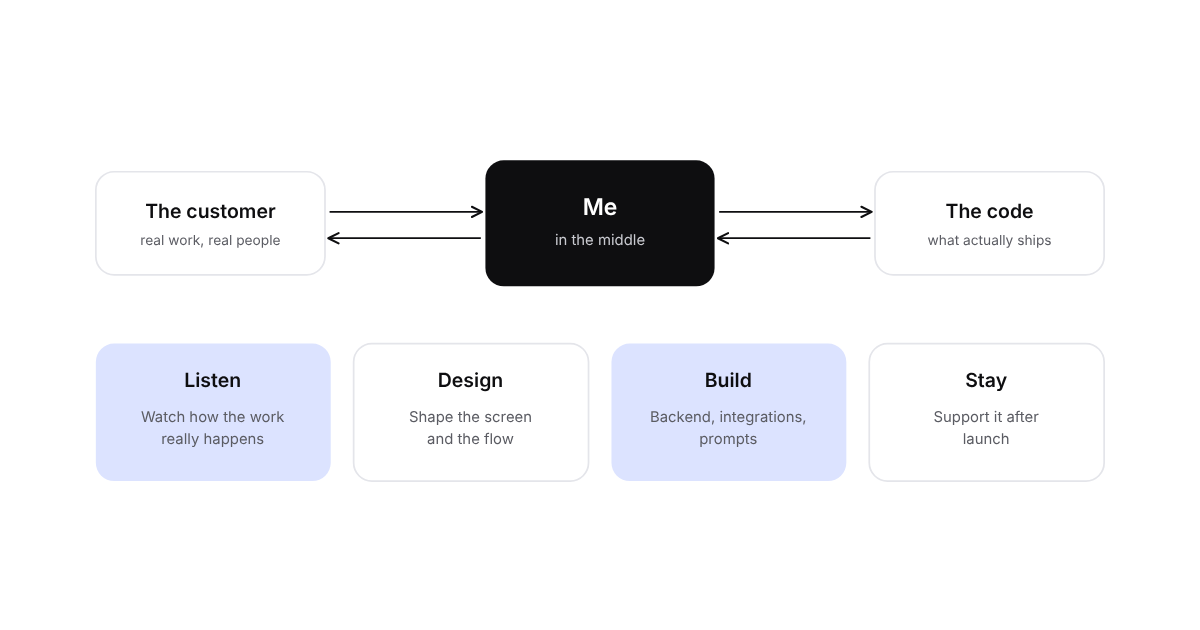 The customer
real work, real people
Me
in the middle
The code
what actually ships
Listen
Watch how the work
really happens
Design
Shape the screen
and the flow
Build
Backend, integrations,
prompts
Stay
Support it after
launch